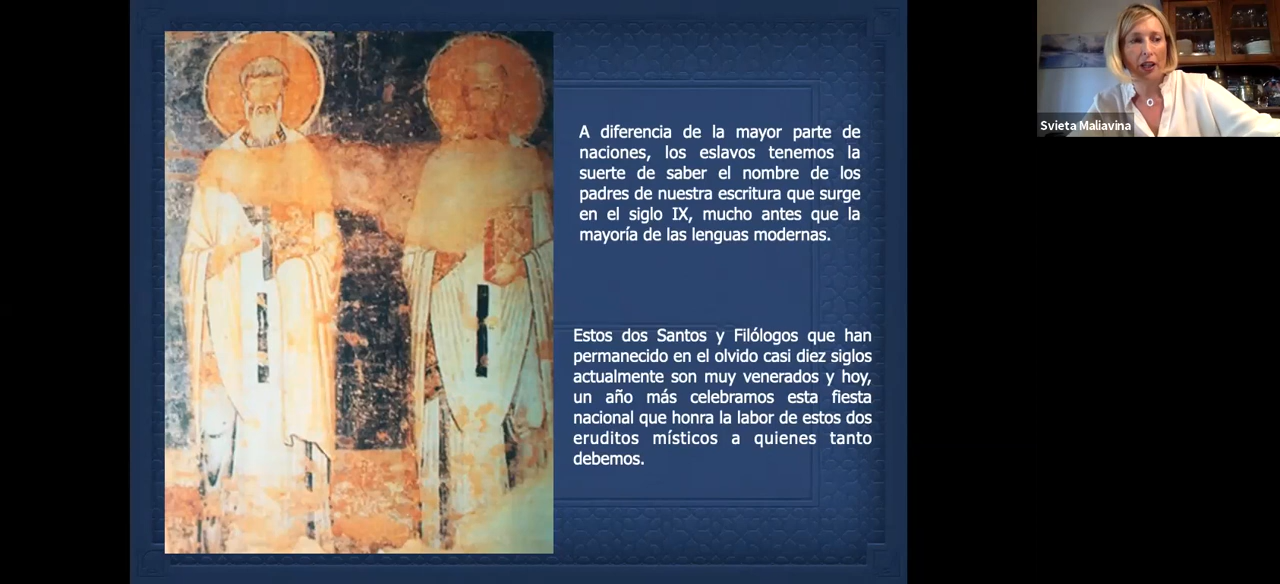 A diferencia de la mayor parte de
naciones, los eslavos tenemos la
suerte de saber el nombre de los
padres de nuestra escritura que surge
en el siglo IX, mucho antes que la
mayoría de las lenguas modernas.
Estos dos Santos y Filólogos que han
permanecido en el olvido casi diez siglos
actualmente son muy venerados y hoy,
un año más celebramos esta fiesta
nacional que honra la labor de estos dos
eruditos místicos a quienes tanto
debemos.
Svieta Maliavina